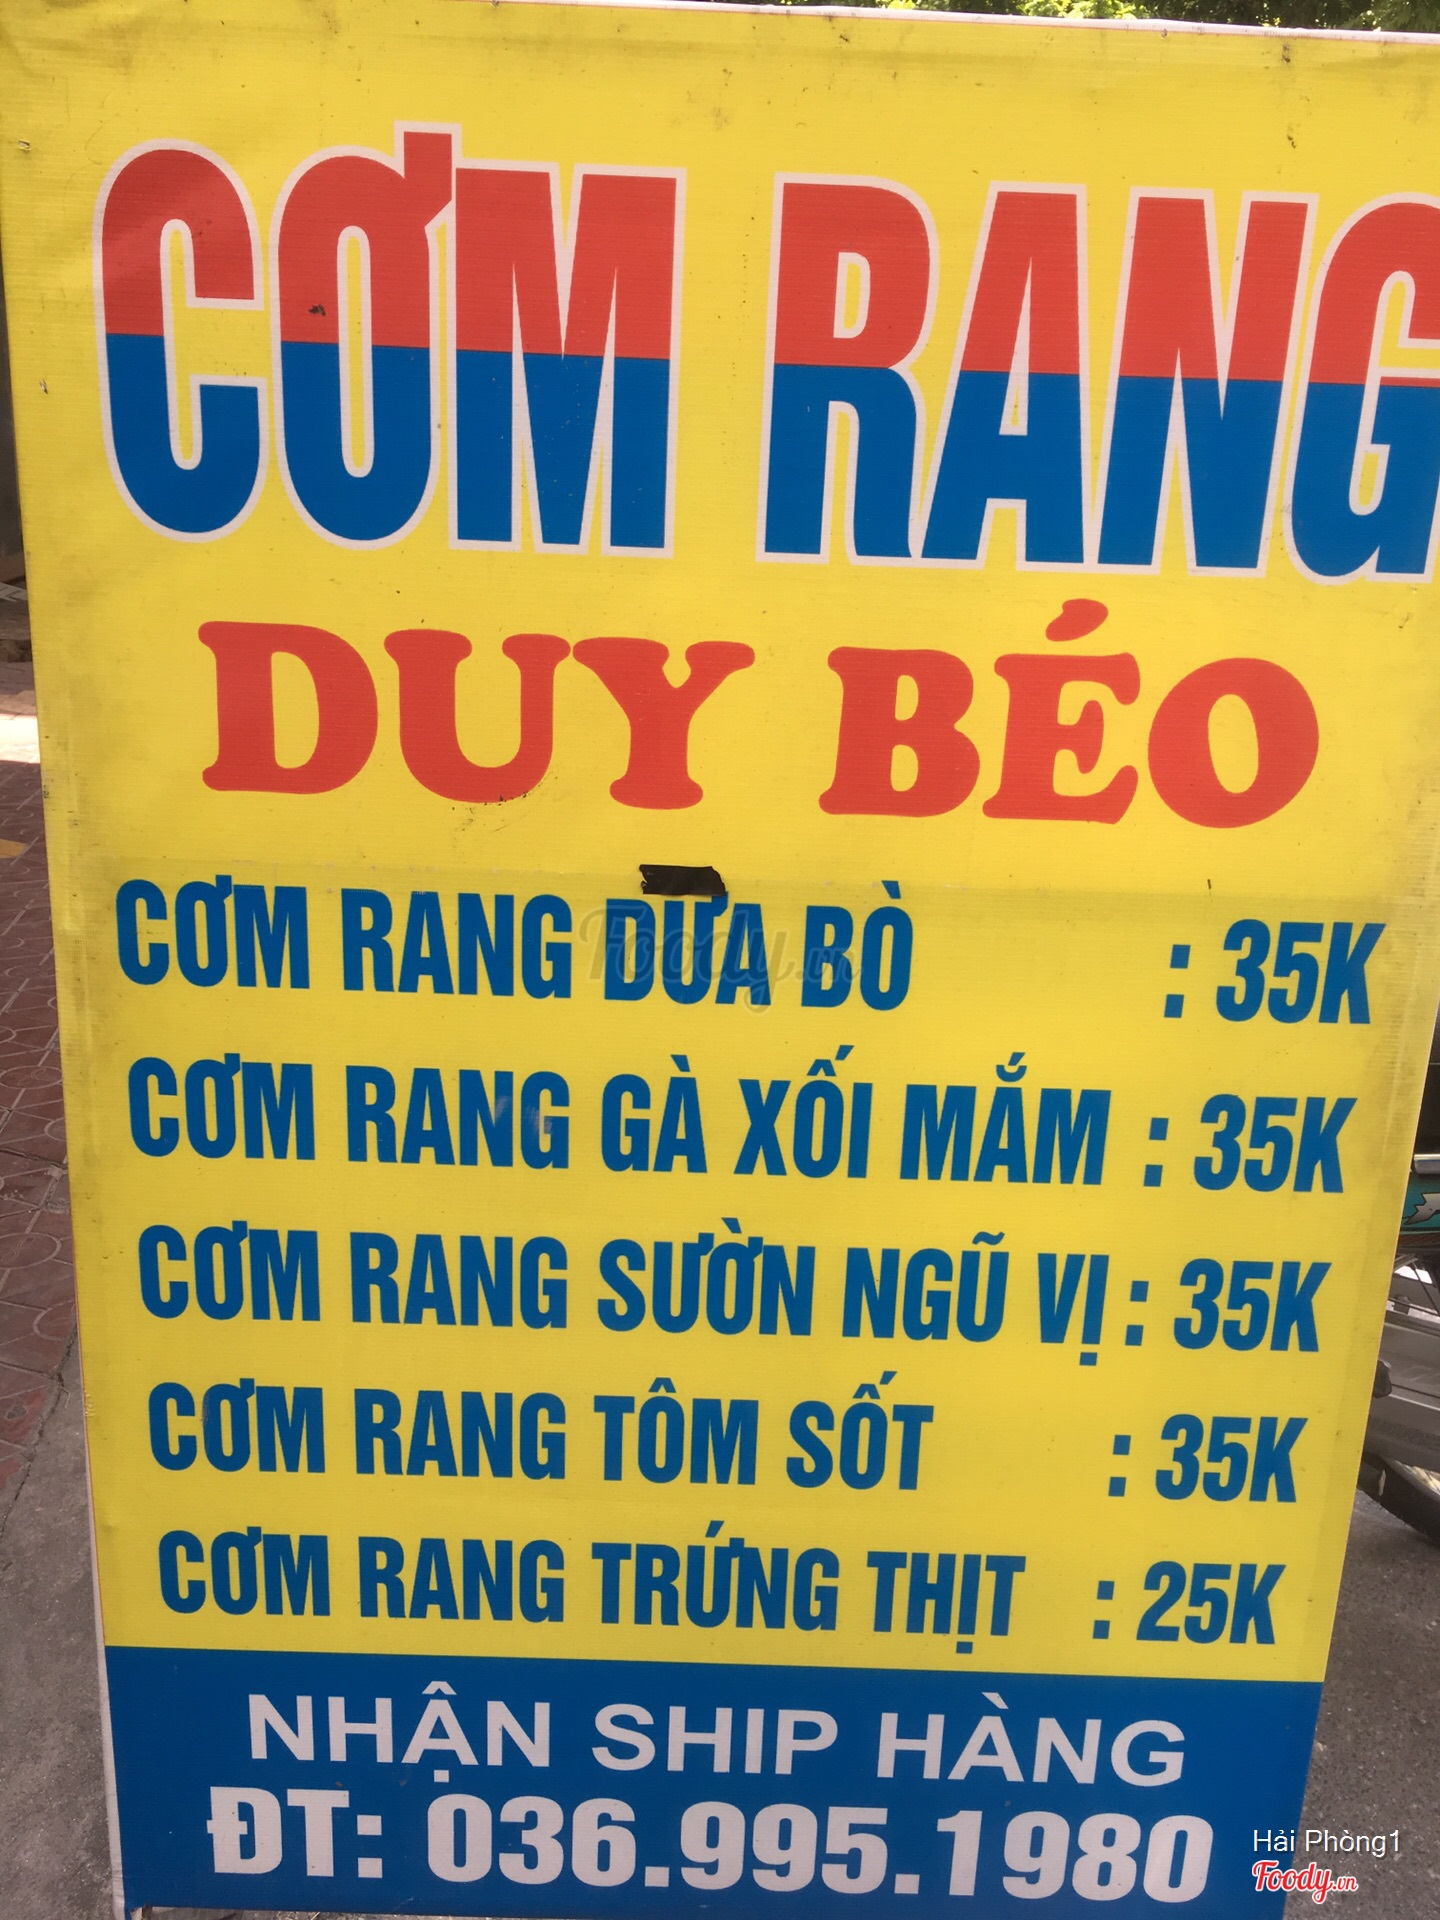 CƠM RANG
DUY BÉO
CƠM RANG DƯA BÒ : 35K
CƠM RANG GÀ XỐI MẮM : 35K
CƠM RANG SƯỜN NGŨ VỊ : 35K
CƠM RANG TÔM SỐT : 35K
CƠM RANG TRỨNG THỊT : 25K
NHẬN SHIP HÀNG
ĐT: 036.995.1980
Foody.vn
Hải Phòng1
Foody.vn